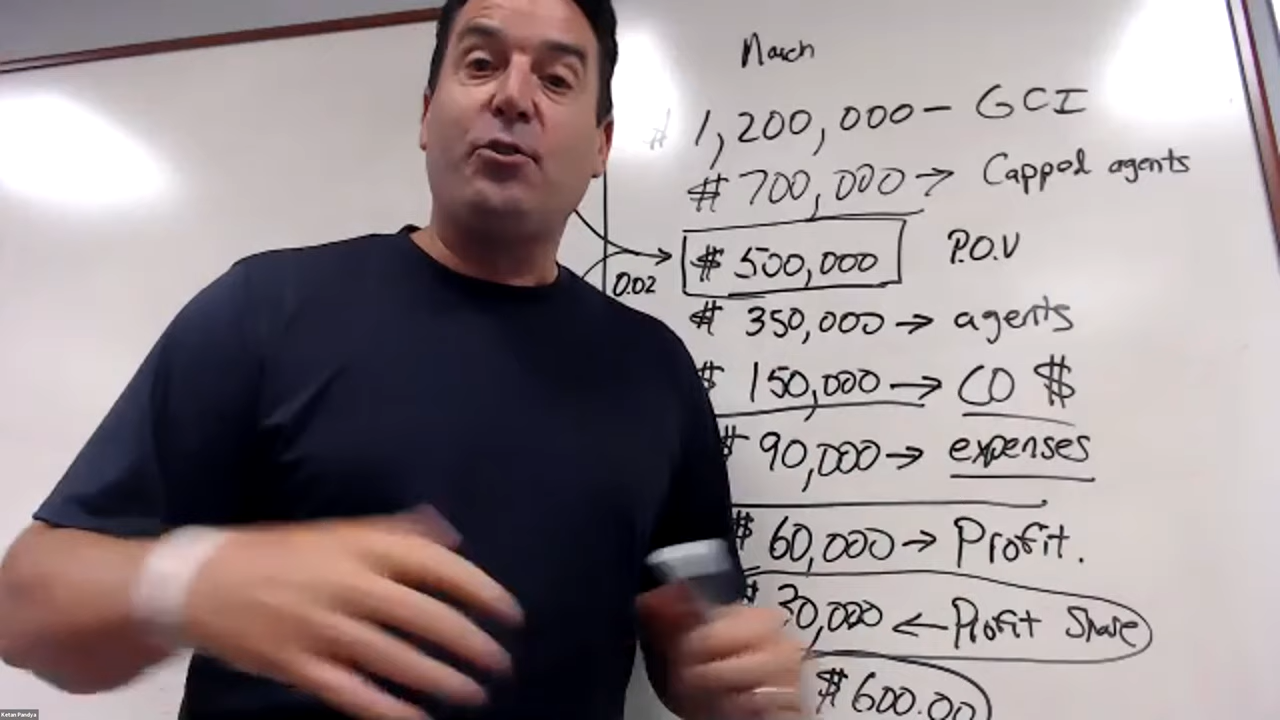 March
$ 1,200,000 - GCI
$ 700,000 → Capped agents
0.02 → $ 500,000 P.O.V
$ 350,000 → agents
$ 150,000 → CO $
$ 90,000 → expenses
$ 60,000 → Profit.
$ 30,000 ← Profit Share
$600.00
Ketan Pandya